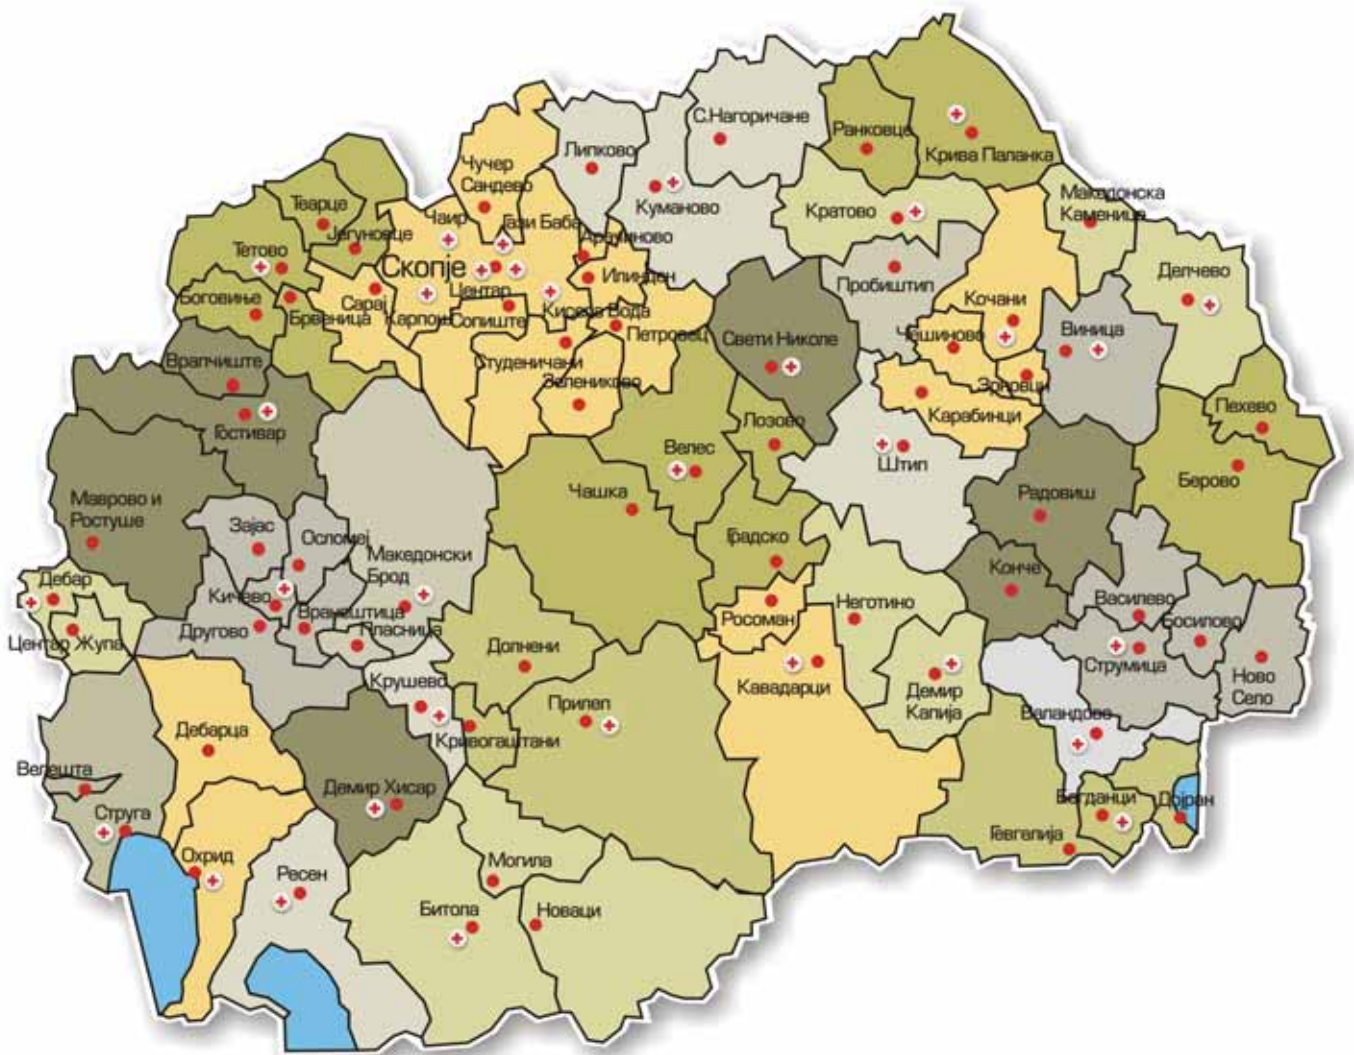 С.Нагоричане
Ранковце
Крива Паланка
Чучер
Сандево
Липково
Куманово
Кратово
Македонска
Каменица
Теарце
Јегуновце
Чаир
Гази Баба
Арачиново
Тетово
Скопје
Центар
Илинден
Пробиштип
Делчево
Боговиње
Брвеница
Сарај
Карпош
Сопиште
Кисела Вода
Петровец
Свети Николе
Кочани
Чешиново
Виница
Врапчиште
Студеничани
Зелениково
Зрновци
Карабинци
Пехчево
Гостивар
Лозово
Велес
Штип
Берово
Маврово и
Ростуше
Чашка
Радовиш
Зајас
Осломеј
Македонски
Брод
Градско
Конче
Дебар
Кичево
Вранештица
Другово
Пласница
Центар Жупа
Росоман
Неготино
Василево
Босилово
Струмица
Ново
Село
Крушево
Долнени
Кавадарци
Демир
Капија
Дебарца
Прилеп
Кривогаштани
Валандово
Велешта
Демир Хисар
Струга
Богданци
Дојран
Гевгелија
Охрид
Ресен
Могила
Битола
Новаци